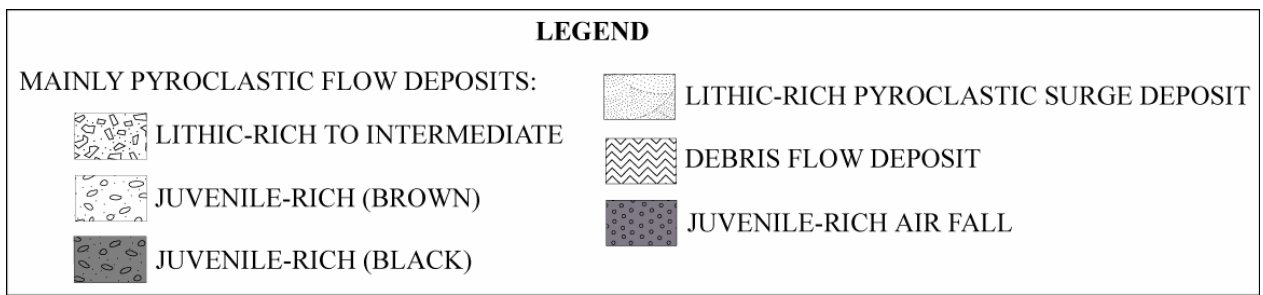 LEGEND
MAINLY PYROCLASTIC FLOW DEPOSITS:
LITHIC-RICH TO INTERMEDIATE
JUVENILE-RICH (BROWN)
JUVENILE-RICH (BLACK)
LITHIC-RICH PYROCLASTIC SURGE DEPOSIT
DEBRIS FLOW DEPOSIT
JUVENILE-RICH AIR FALL